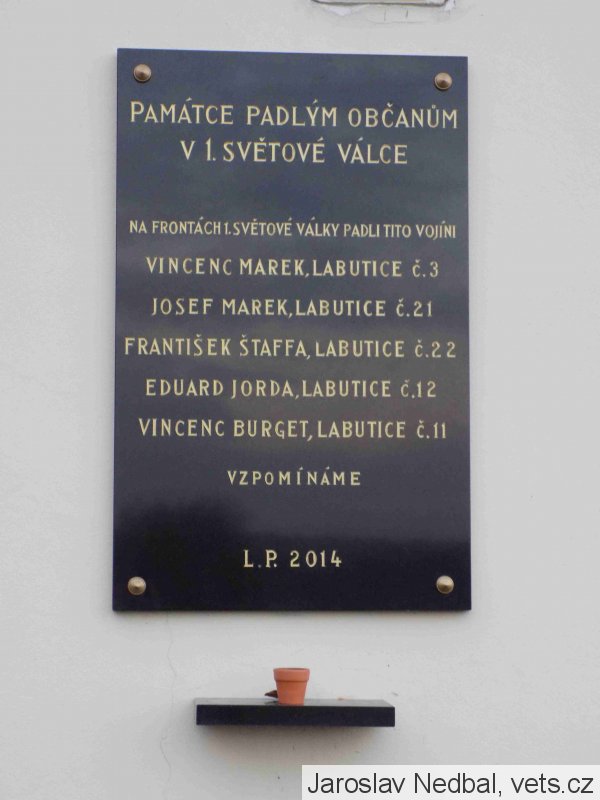 PAMÁTCE PADLÝM OBČANŮM
V 1. SVĚTOVÉ VÁLCE
NA FRONTÁCH 1. SVĚTOVÉ VÁLKY PADLI TITO VOJÍNI
VINCENC MAREK, LABUTICE č.3
JOSEF MAREK, LABUTICE č.21
FRANTIŠEK ŠTAFFA, LABUTICE č.22
EDUARD JORDA, LABUTICE č.12
VINCENC BURGET, LABUTICE č.11
VZPOMÍNÁME
L.P. 2014
Jaroslav Nedbal, vets.cz